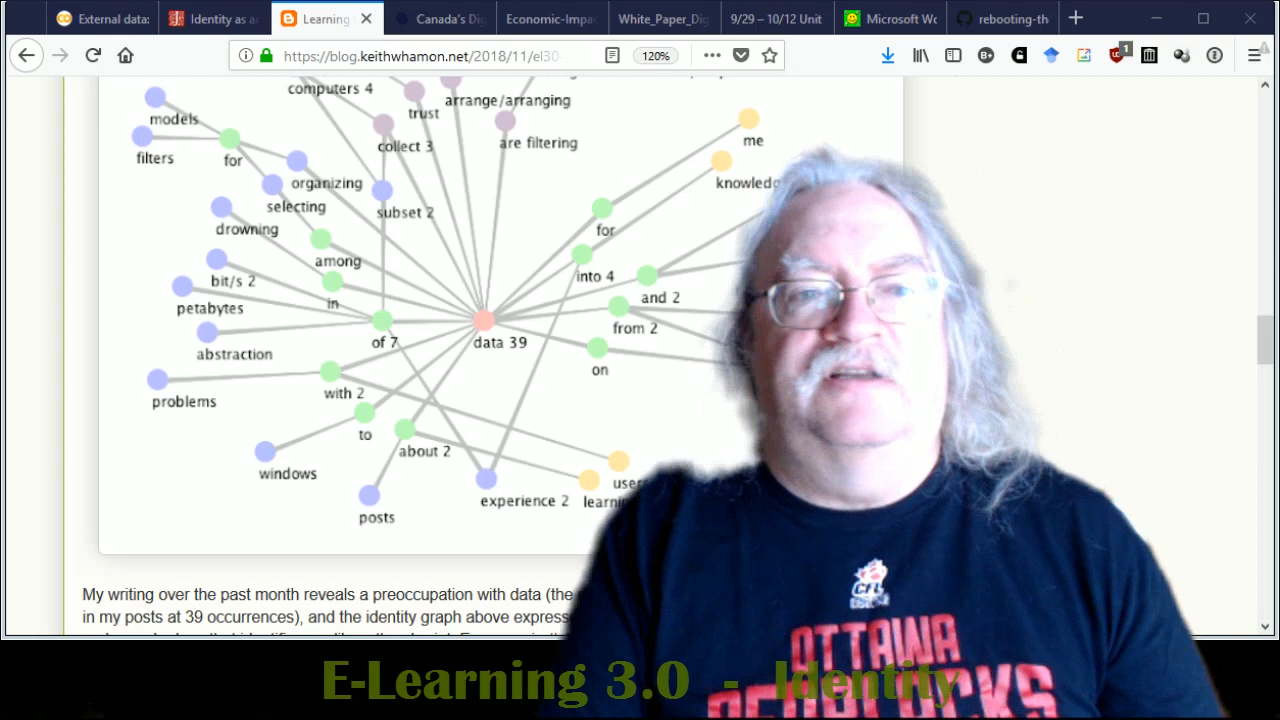 External data:
Identity as a
Learning
Canada's Dig
Economic-Impa
White_Paper_Dig
9/29 – 10/12 Unit
Microsoft Wo
rebooting-th
https://blog.keithwhamon.net/2018/11/el30-
120%
1
computers 4
trust
arrange/arranging
models
collect 3
are filtering
me
filters
for
organizing
knowledg
selecting
subset 2
drowning
for
among
bit/s 2
into 4
petabytes
in
and 2
from 2
abstraction
of 7
data 39
on
problems
with 2
to
about 2
windows
user
experience 2
learnin
posts
My writing over the past month reveals a preoccupation with data (the
in my posts at 39 occurrences), and the identity graph above express
CFL
OTTAWA
REDBLACKS
E-Learning 3.0 - Identity